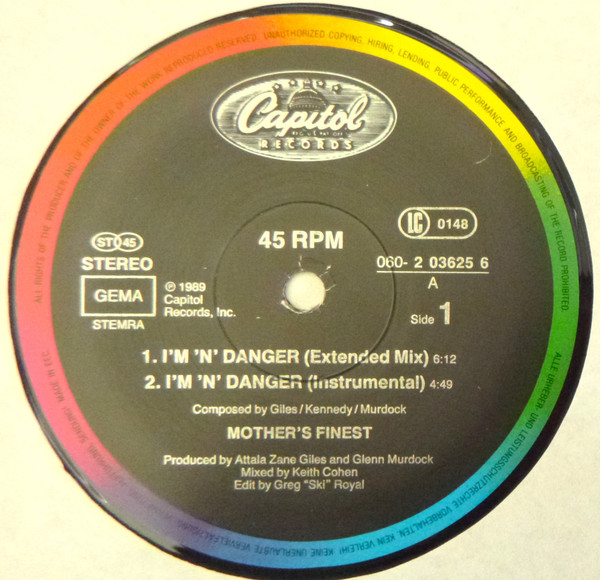 ALL RIGHTS OF THE PRODUCER AND OF THE OWNER OF THE WORK REPRODUCED RESERVED. UNAUTHORIZED COPYING, HIRING, LENDING, PUBLIC PERFORMANCE AND BROADCASTING OF THE RECORD PROHIBITED.
Capitol
RECORDS
ST 45
STEREO
GEMA
STEMRA
℗ 1989
Capitol
Records, Inc.
45 RPM
LC 0148
060- 2 03625 6
A
Side 1
1. I'M 'N' DANGER (Extended Mix) 6:12
2. I'M 'N' DANGER (Instrumental) 4:49
Composed by Giles/Kennedy/Murdock
MOTHER'S FINEST
Produced by Attala Zane Giles and Glenn Murdock
Mixed by Keith Cohen
Edit by Greg "Ski" Royal
ALLE URHEBER- UND LEISTUNGSSCHUTZRECHTE VORBEHALTEN. KEIN VERLEIH! KEINE UNERLAUBTE VERVIELFÄLTIGUNG,